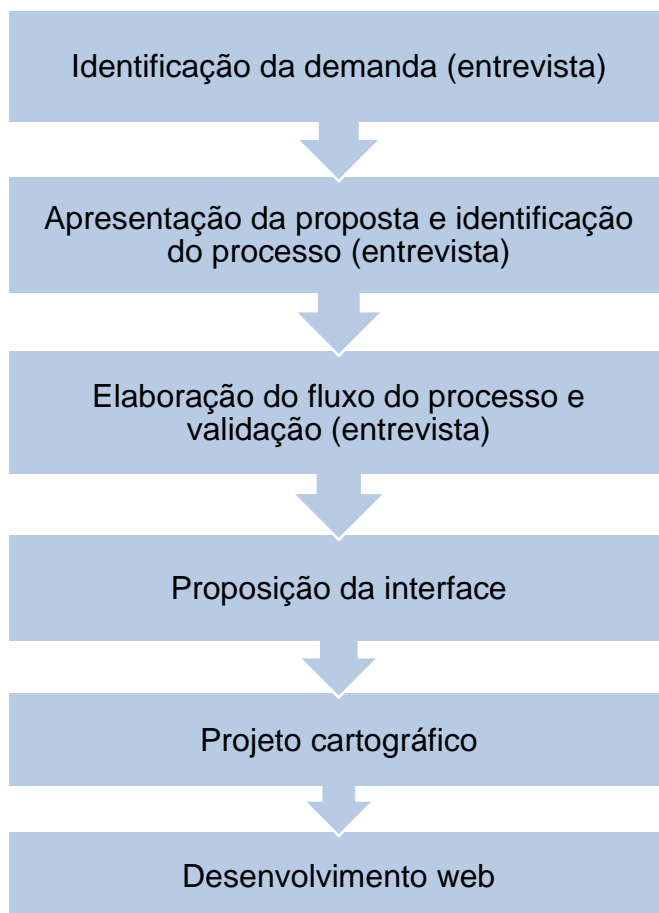 Identificação da demanda (entrevista)
Apresentação da proposta e identificação
do processo (entrevista)
Elaboração do fluxo do processo e
validação (entrevista)
Proposição da interface
Projeto cartográfico
Desenvolvimento web